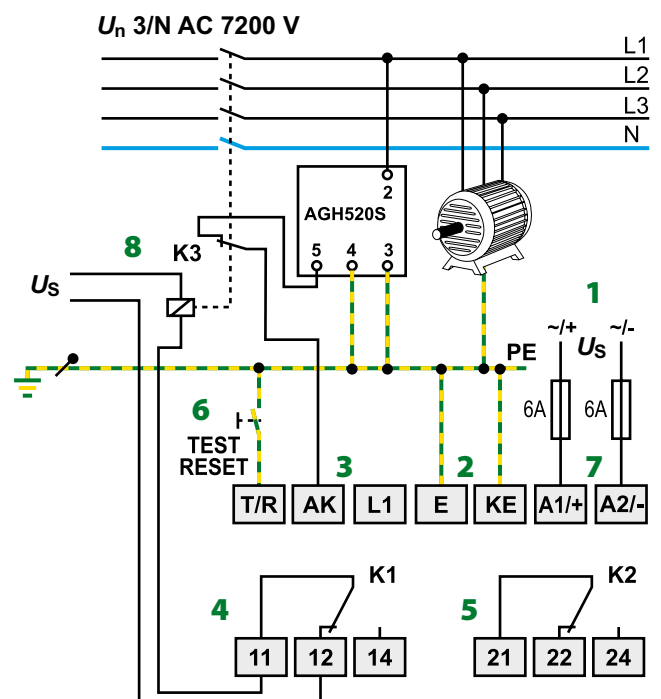 Un 3/N AC 7200 V
L1
L2
L3
N
2
AGH520S
5 4 3
8
K3
US
1
~/+ US ~/-
PE
6A 6A
6
TEST
RESET
3 2 7
T/R AK L1 E KE A1/+ A2/-
K1 K2
4 5
11 12 14 21 22 24